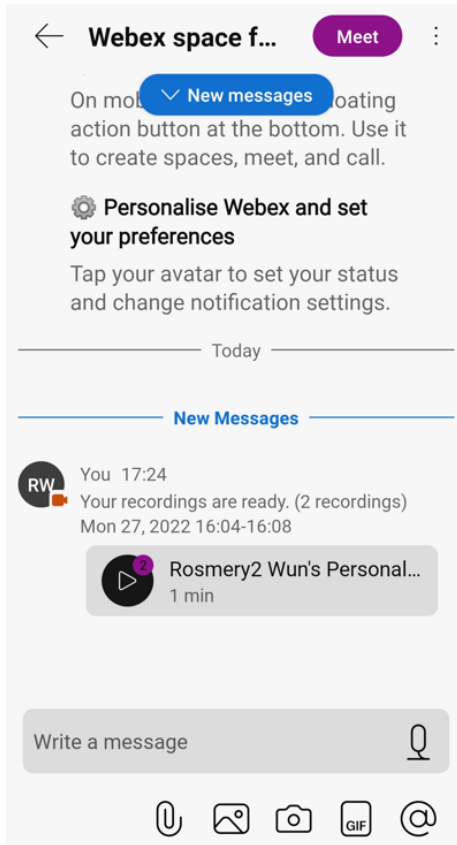 Webex space f...
Meet
New messages
On mob
oating
action button at the bottom. Use it
to create spaces, meet, and call.
Personalise Webex and set
your preferences
Tap your avatar to set your status
and change notification settings.
Today
New Messages
RW
You 17:24
Your recordings are ready. (2 recordings)
Mon 27, 2022 16:04-16:08
2
Rosmery2 Wun's Personal...
1 min
Write a message
GIF
@